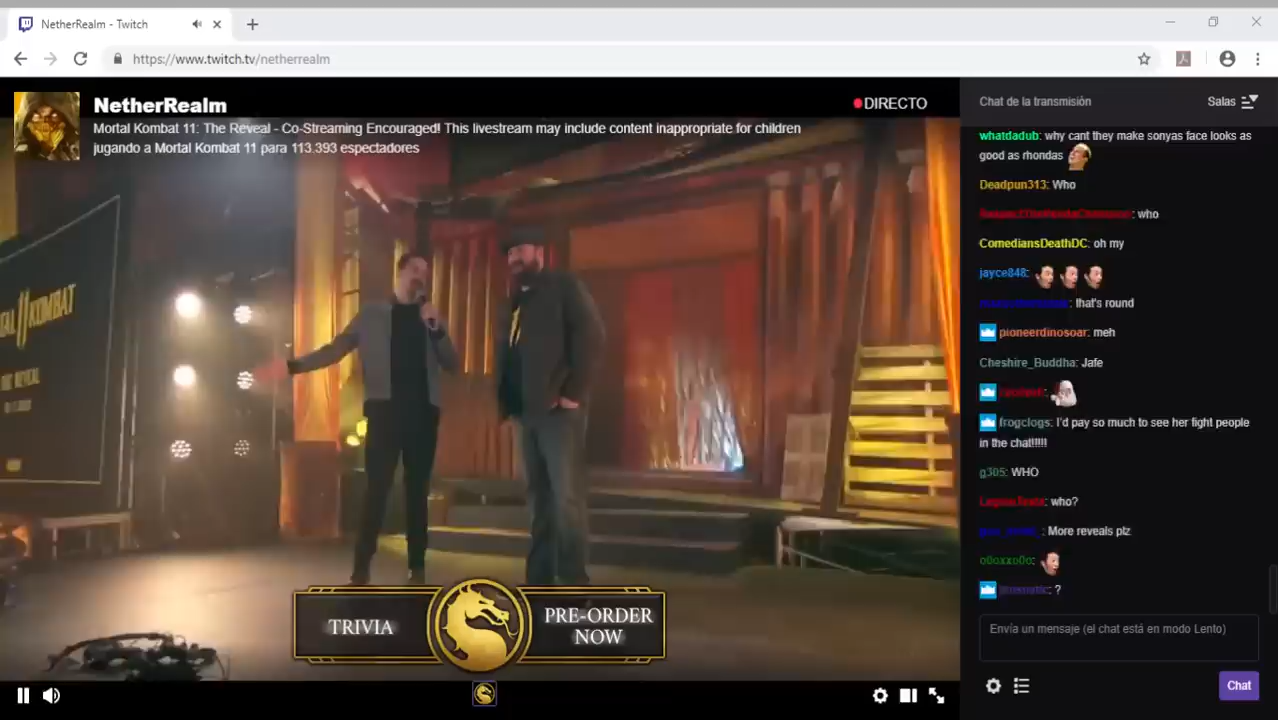 NetherRealm - Twitch
https://www.twitch.tv/netherrealm
NetherRealm
DIRECTO
Mortal Kombat 11: The Reveal - Co-Streaming Encouraged! This livestream may include content inappropriate for children
jugando a Mortal Kombat 11 para 113.393 espectadores
KOMBAT
TRIVIA
PRE-ORDER
NOW
Chat de la transmisión
Salas
whatdadub: why cant they make sonyas face looks as
good as rhondas
Deadpun313: Who
: who
ComediansDeathDC: oh my
jayce848:
: that's round
pioneerdinosoar: meh
Cheshire_Buddha: Jafe
frogclogs: I'd pay so much to see her fight people
in the chat!!!!!
g305: WHO
: who?
: More reveals plz
o0oxxo0o:
: ?
Envía un mensaje (el chat está en modo Lento)
Chat